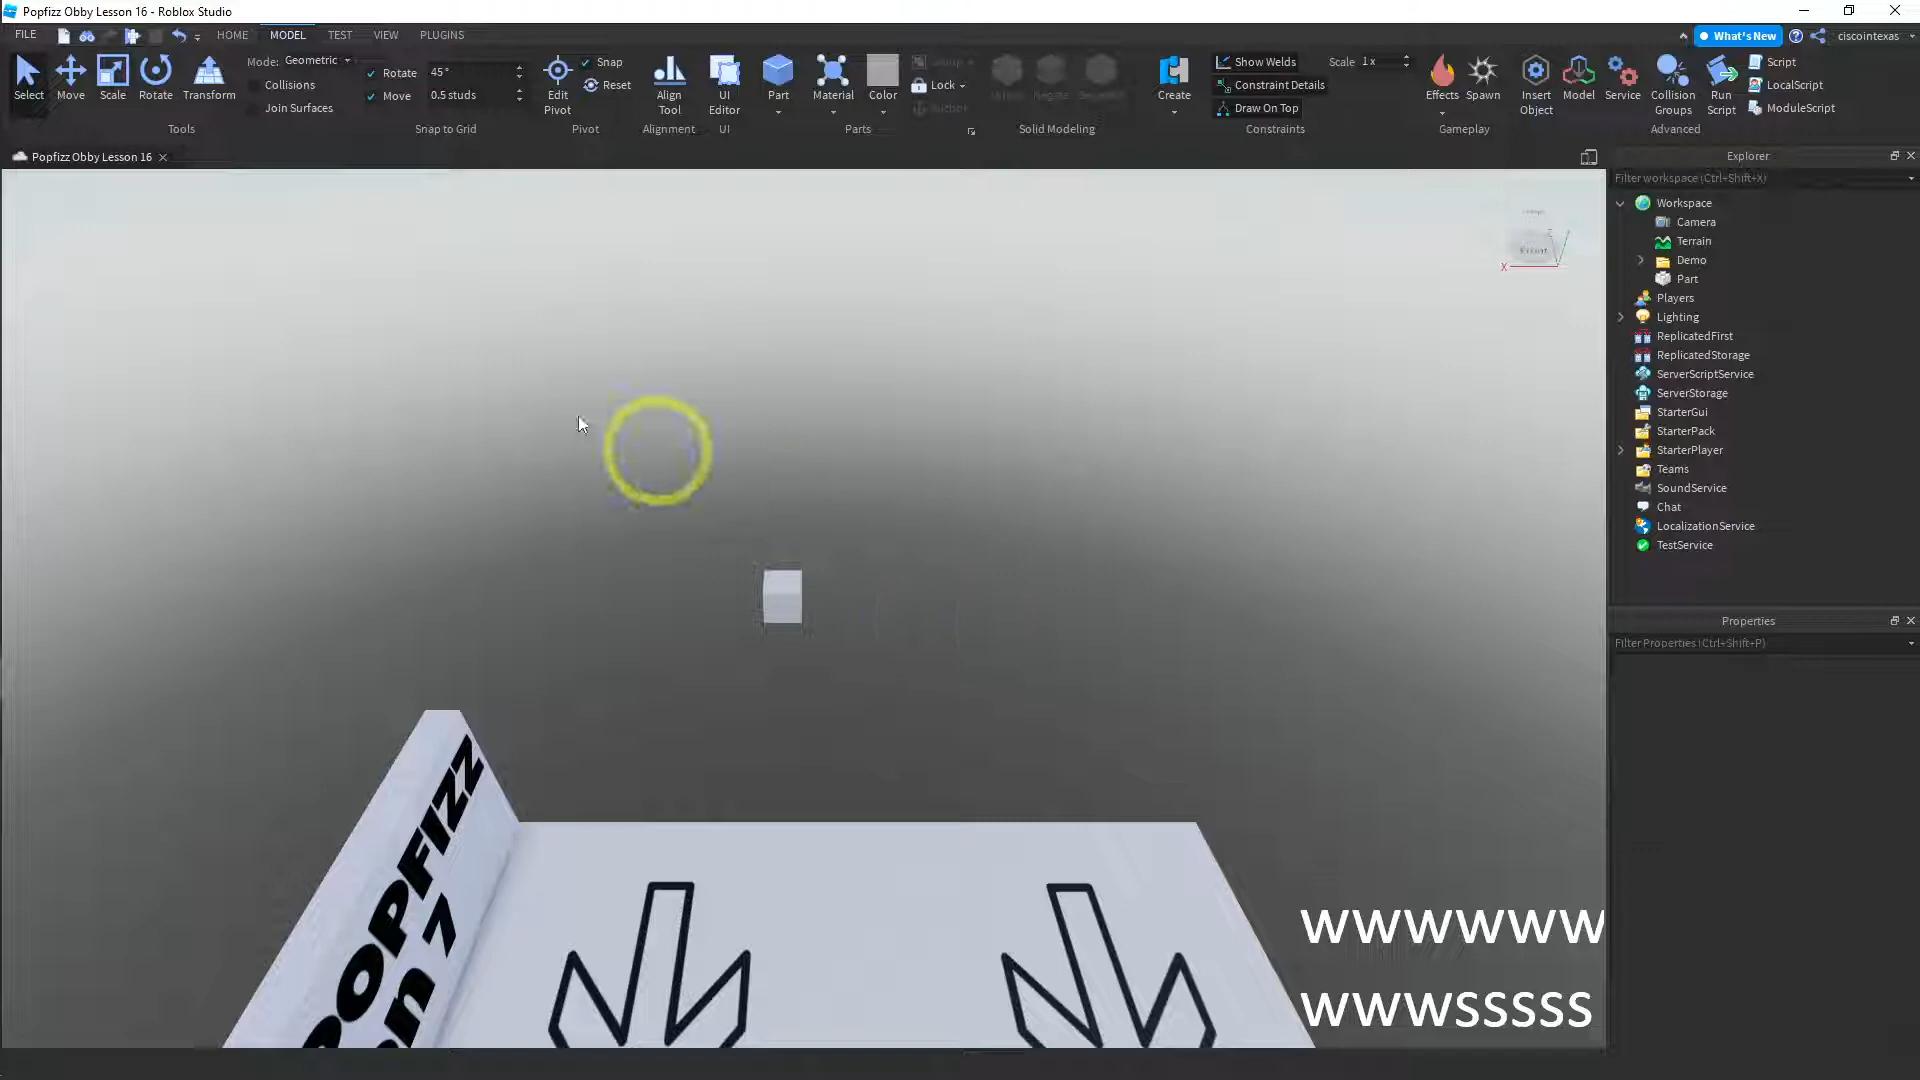 Popfizz Obby Lesson 16 - Roblox Studio
FILE HOME MODEL TEST VIEW PLUGINS What's New ciscointexas
Select Move Scale Rotate Transform
Mode: Geometric
Collisions
Join Surfaces
Tools
Rotate 45°
Move 0.5 studs
Snap to Grid
Edit Pivot
Snap
Reset
Pivot
Align Tool
Alignment
UI Editor
UI
Part Material Color
Lock
Parts
Solid Modeling
Create
Show Welds
Constraint Details
Draw On Top
Scale 1 x
Constraints
Effects Spawn
Gameplay
Insert Object
Model
Service
Collision Groups
Run Script
Script
LocalScript
ModuleScript
Advanced
Popfizz Obby Lesson 16
Explorer
Filter workspace (Ctrl+Shift+X)
Workspace
Camera
Terrain
Demo
Part
Players
Lighting
ReplicatedFirst
ReplicatedStorage
ServerScriptService
ServerStorage
StarterGui
StarterPack
StarterPlayer
Teams
SoundService
Chat
LocalizationService
TestService
Properties
Filter Properties (Ctrl+Shift+P)
Front
X
Z
POPFIZZ
on 7
wwwwwww
wwwsssss